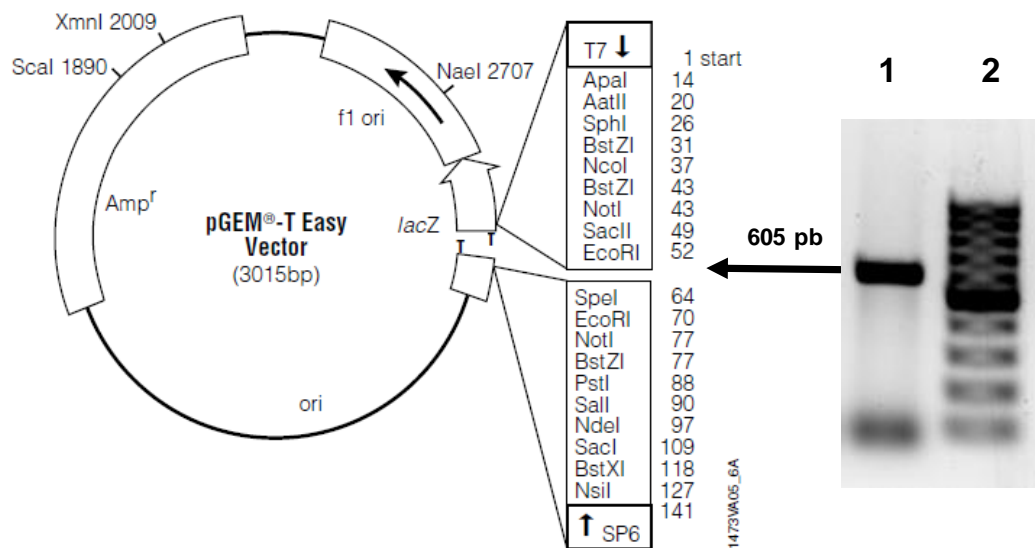 XmnI 2009
ScaI 1890
NaeI 2707
f1 ori
Ampʳ
pGEM®-T Easy
Vector
(3015bp)
lacZ
T T
ori
T7 ↓
1 start
ApaI 14
AatII 20
SphI 26
BstZI 31
NcoI 37
BstZI 43
NotI 43
SacII 49
EcoRI 52
SpeI 64
EcoRI 70
NotI 77
BstZI 77
PstI 88
SalI 90
NdeI 97
SacI 109
BstXI 118
NsiI 127
141
↑ SP6
1473VA05_6A
605 pb
1 2